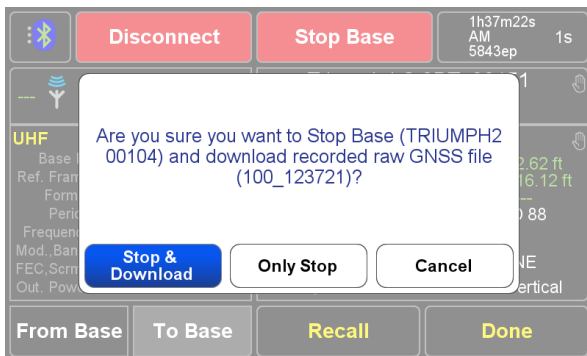 Disconnect
Stop Base
1h37m22s
AM
1s
5843ep
---
UHF
Are you sure you want to Stop Base (TRIUMPH2
00104) and download recorded raw GNSS file
(100_123721)?
Base
2.62 ft
Ref. Fram
16.12 ft
Form
---
Perio
88
Frequen
Mod.,Ban
NE
FEC,Scrm
Out. Pow
ertical
Stop &
Download
Only Stop
Cancel
From Base
To Base
Recall
Done